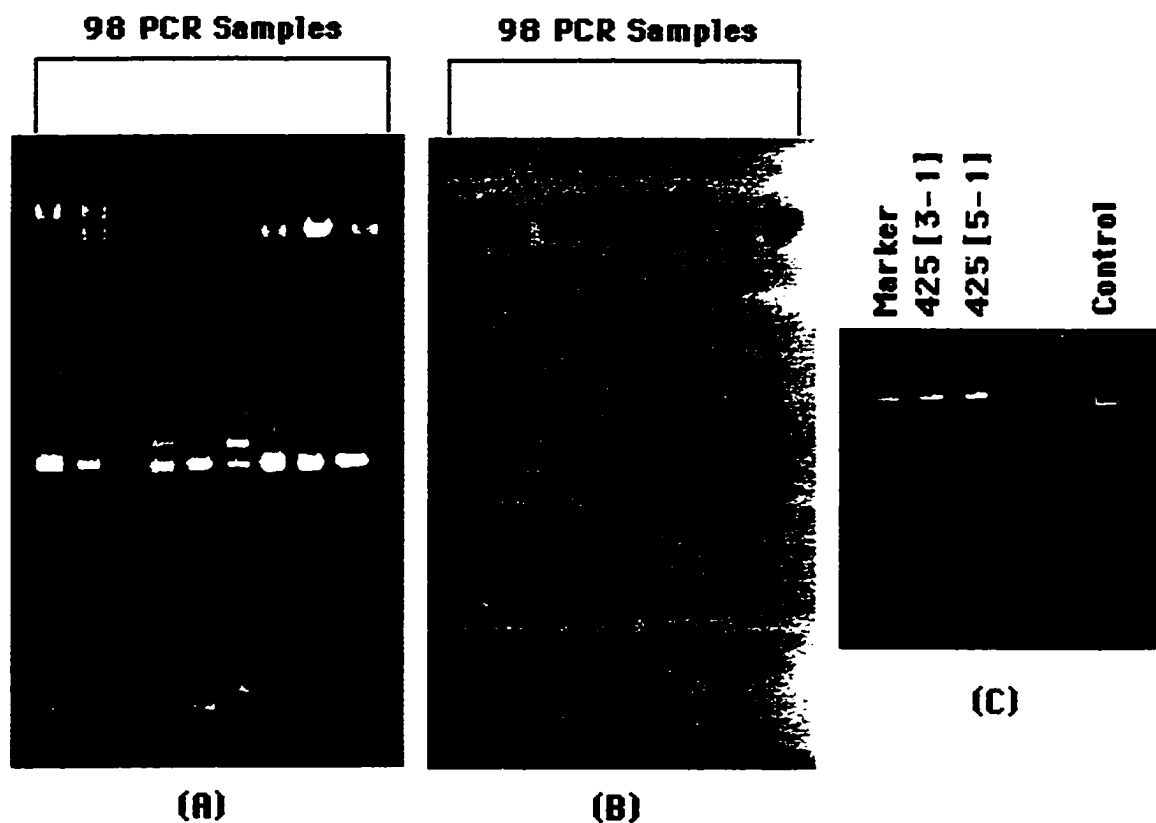 98 PCR Samples
98 PCR Samples
Marker
425[3-1]
425[5-1]
Control
(A)
(B)
(C)